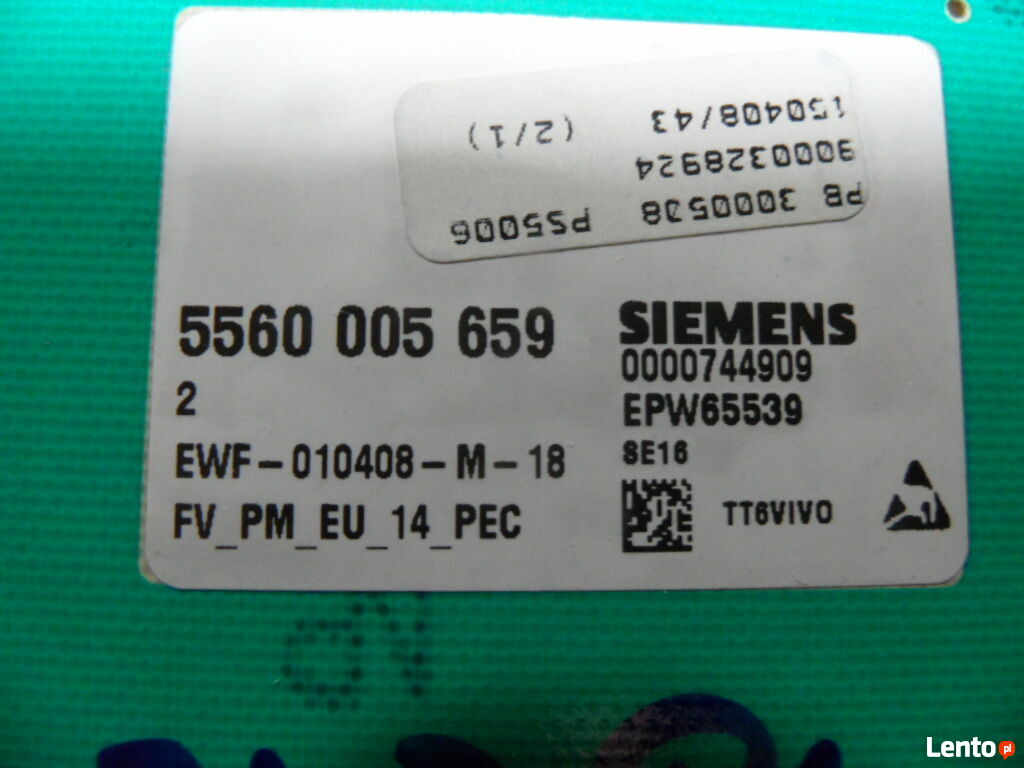 PB 3000508 PS5006
9000328924
150408/43 (2/1)
5560 005 659
2
EWF-010408-M-18
FV_PM_EU_14_PEC
SIEMENS
0000744909
EPW65539
SE16
TT6VIVO
Lento pl